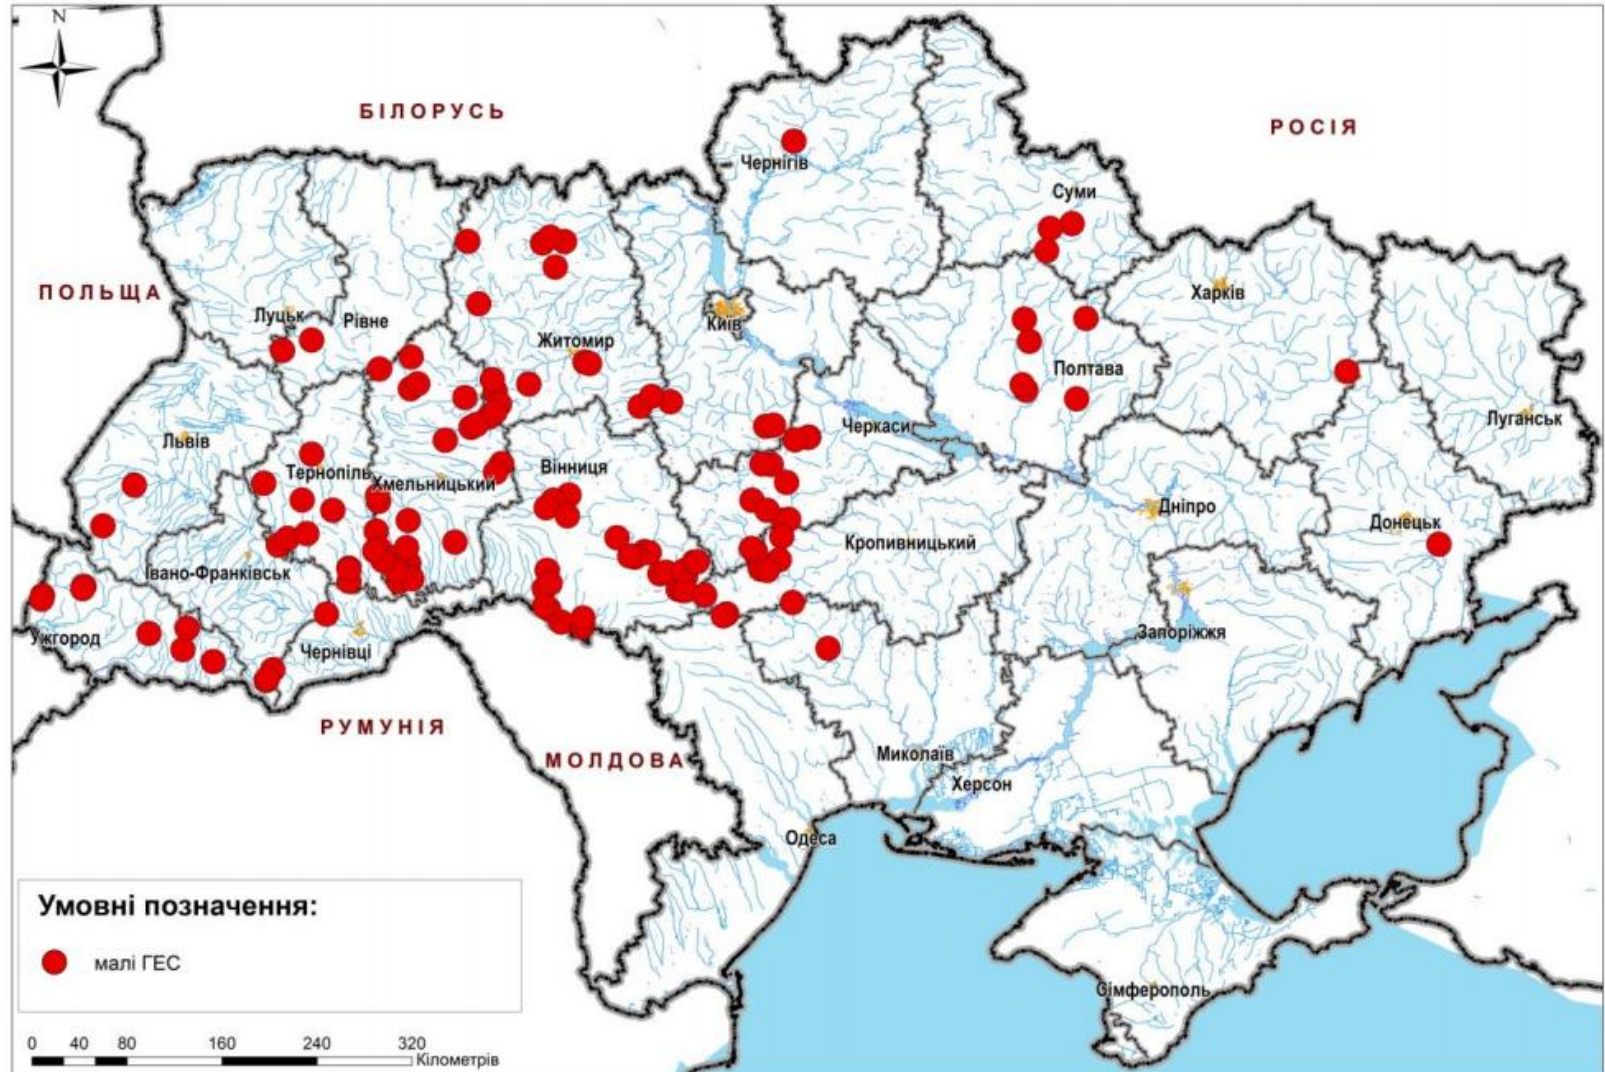 N
БІЛОРУСЬ
РОСІЯ
Чернігів
Суми
ПОЛЬЩА
Луцьк
Рівне
Київ
Харків
Житомир
Полтава
Львів
Черкаси
Луганськ
Тернопіль
Хмельницький
Вінниця
Дніпро
Донецьк
Івано-Франківськ
Кропивницький
Ужгород
Чернівці
Запоріжжя
РУМУНІЯ
МОЛДОВА
Миколаїв
Херсон
Одеса
Сімферополь
Умовні позначення:
малі ГЕС
0 40 80 160 240 320
Кілометрів